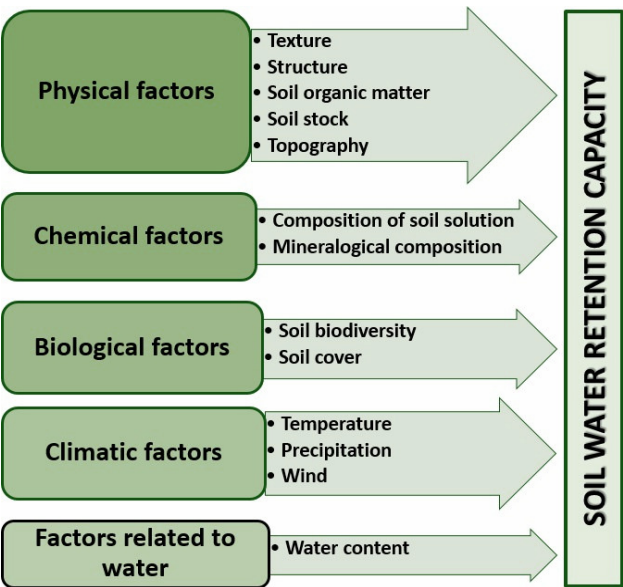 Physical factors
• Texture
• Structure
• Soil organic matter
• Soil stock
• Topography
Chemical factors
• Composition of soil solution
• Mineralogical composition
Biological factors
• Soil biodiversity
• Soil cover
Climatic factors
• Temperature
• Precipitation
• Wind
Factors related to
water
• Water content
SOIL WATER RETENTION CAPACITY